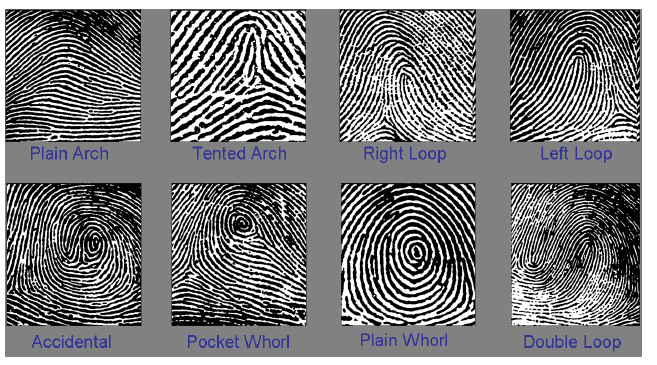 Plain Arch
Tented Arch
Right Loop
Left Loop
Accidental
Pocket Whorl
Plain Whorl
Double Loop